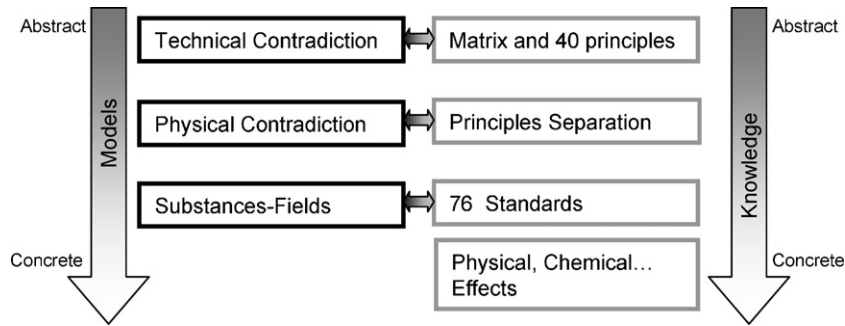 Abstract
Technical Contradiction
Matrix and 40 principles
Abstract
Models
Physical Contradiction
Principles Separation
Knowledge
Substances-Fields
76 Standards
Concrete
Physical, Chemical...
Effects
Concrete